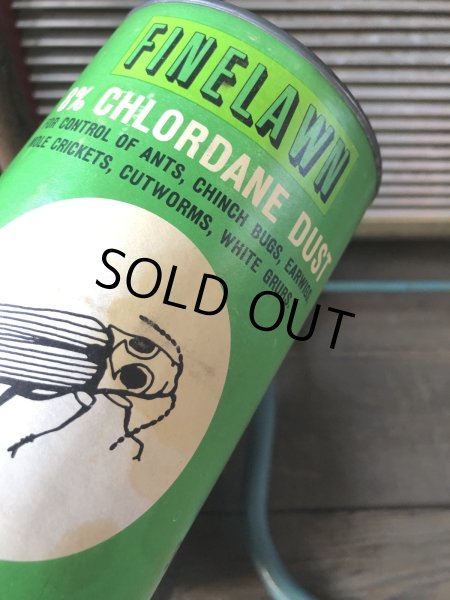 FINELAWN
% CHLORDANE DUST
FOR CONTROL OF ANTS, CHINCH BUGS, EARWIGS,
MOLE CRICKETS, CUTWORMS, WHITE GRUBS
SOLD OUT